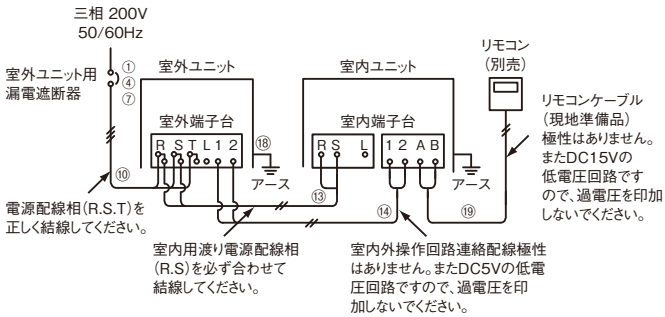 三相 200V
50/60Hz
室外ユニット用
漏電遮断器
①
④
⑦
室外ユニット
室外端子台
R S T L 1 2
⑱
アース
室内ユニット
室内端子台
R S L
1 2 A B
アース
リモコン
(別売)
リモコンケーブル
(現地準備品)
極性はありません。
またDC15Vの
低電圧回路です
ので、過電圧を印加
しないでください。
⑩
⑬
⑭
⑲
電源配線相(R.S.T)を
正しく結線してください。
室内用渡り電源配線相
(R.S)を必ず合わせて
結線してください。
室内外操作回路連絡配線極性
はありません。またDC5Vの低電
圧回路ですので、過電圧を印
加しないでください。